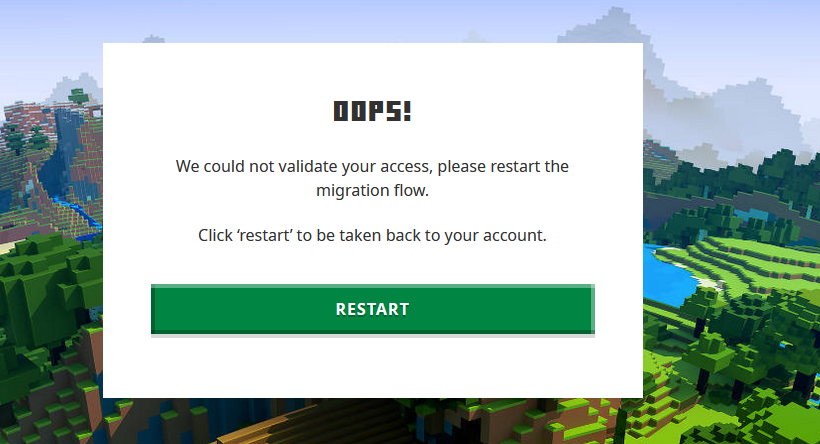 OOPS!
We could not validate your access, please restart the
migration flow.
Click ‘restart’ to be taken back to your account.
RESTART